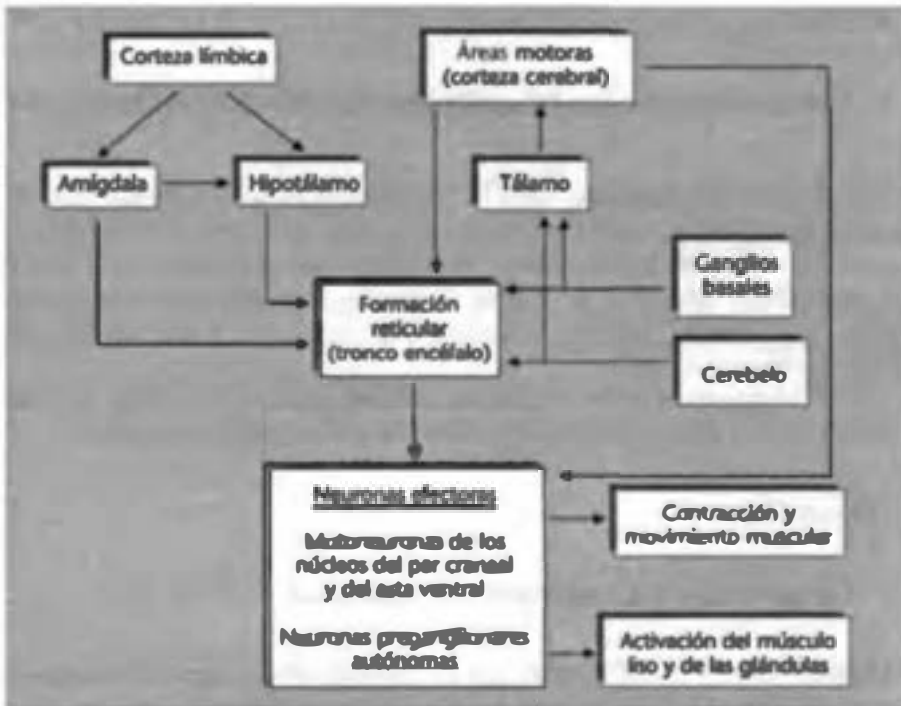 Corteza límbica
Áreas motoras
(corteza cerebral)
Amígdala
Hipotálamo
Tálamo
Ganglios
basales
Formación
reticular
(tronco encéfalo)
Cerebelo
Neuronas efectoras
Motoneuronas de los
núcleos del par craneal
y del asta ventral
Neuronas preganglionares
autónomas
Contracción y
movimiento muscular
Activación del músculo
liso y de las glándulas